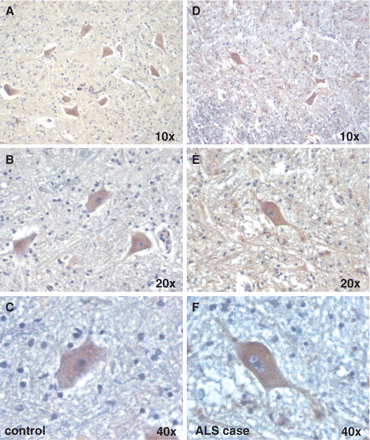 A
10x
D
10x
B
20x
E
20x
C
control
40x
F
ALS case
40x